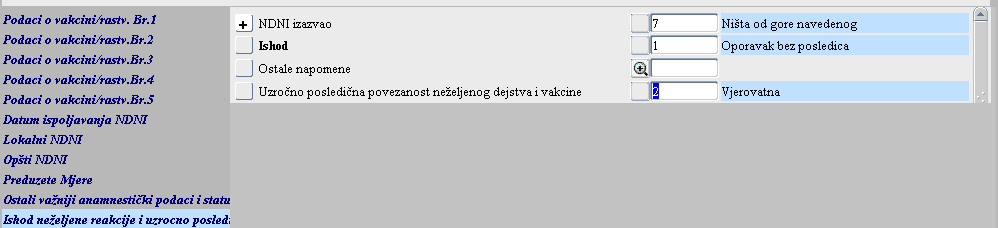 Podaci o vakcini/rastv. Br.1
Podaci o vakcini/rastv.Br.2
Podaci o vakcini/rastv.Br.3
Podaci o vakcini/rastv.Br.4
Podaci o vakcini/rastv.Br.5
Datum ispoljavanja NDNI
Lokalni NDNI
Opšti NDNI
Preduzete Mjere
Ostali važniji anamnestički podaci i statu
Ishod neželjene reakcije i uzrocno posledi
+ NDNI izazvao 7 Ništa od gore navedenog
Ishod 1 Oporavak bez posledica
Ostale napomene
Uzročno posledična povezanost neželjenog dejstva i vakcine 2 Vjerovatna